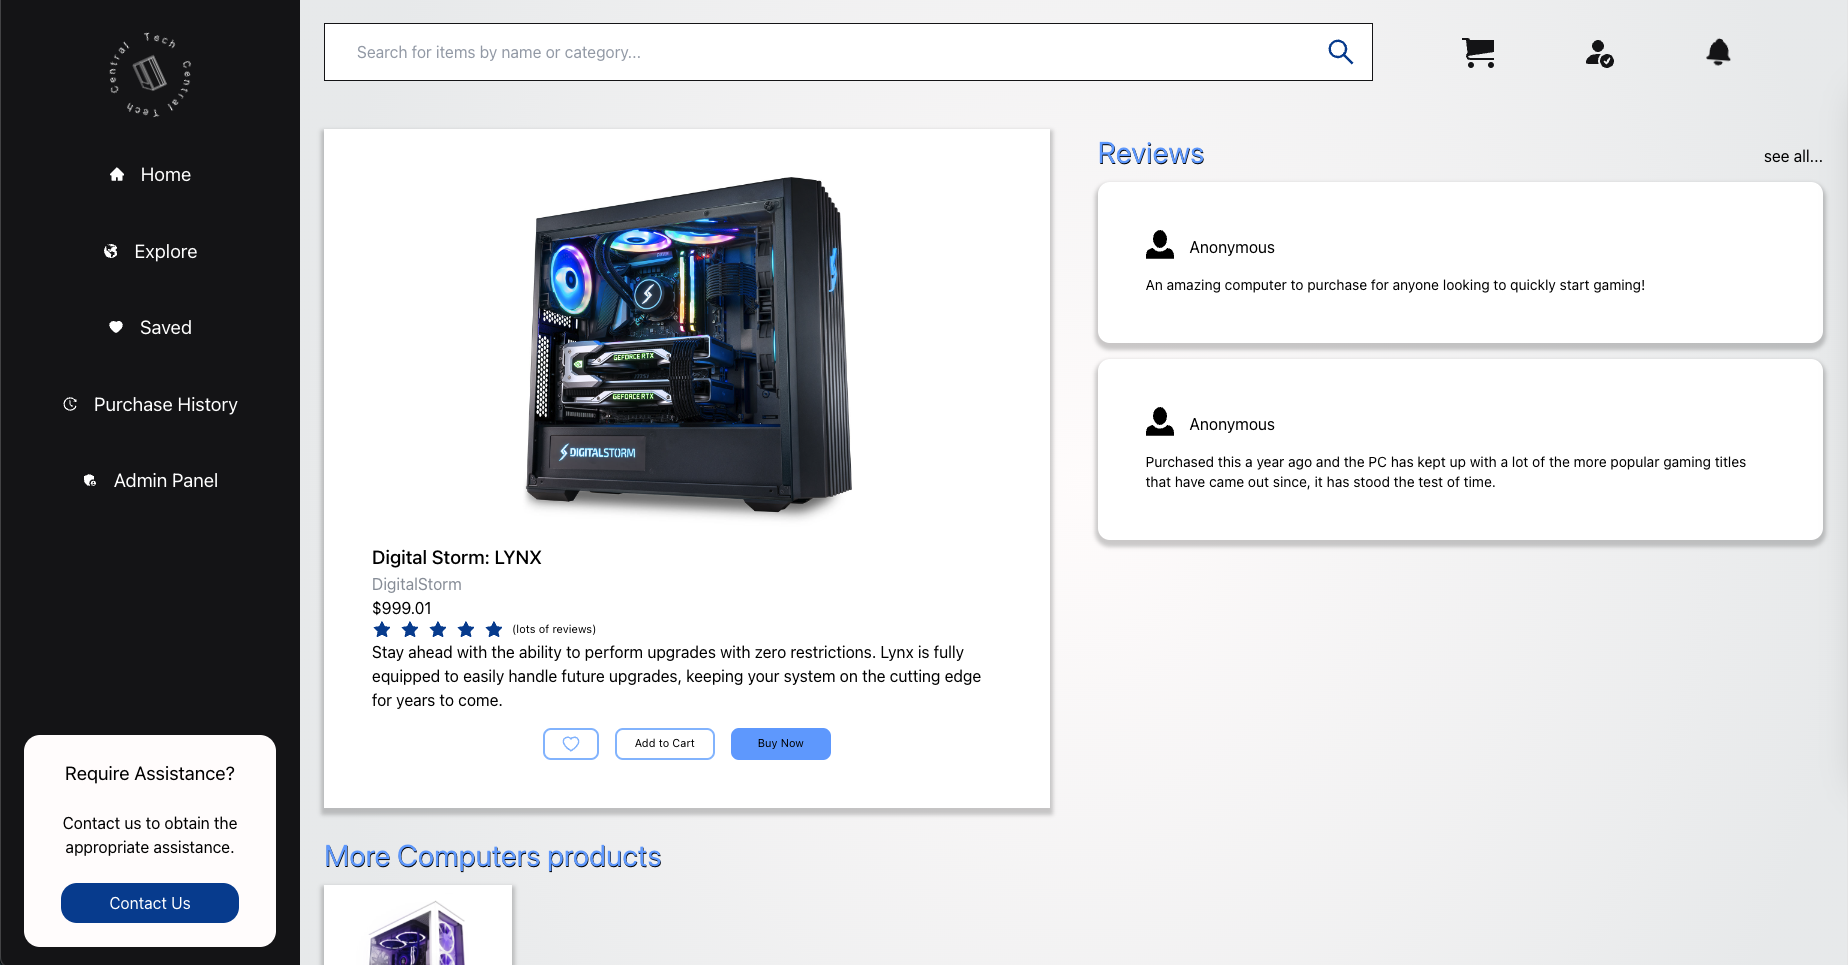 Central Tech Central Tech
Home
Explore
Saved
Purchase History
Admin Panel
Require Assistance?
Contact us to obtain the
appropriate assistance.
Contact Us
Search for items by name or category...
GEFORCE RTX
GEFORCE RTX
DIGITALSTORM
Digital Storm: LYNX
DigitalStorm
$999.01
(lots of reviews)
Stay ahead with the ability to perform upgrades with zero restrictions. Lynx is fully
equipped to easily handle future upgrades, keeping your system on the cutting edge
for years to come.
Add to Cart
Buy Now
More Computers products
Reviews
see all...
Anonymous
An amazing computer to purchase for anyone looking to quickly start gaming!
Anonymous
Purchased this a year ago and the PC has kept up with a lot of the more popular gaming titles
that have came out since, it has stood the test of time.